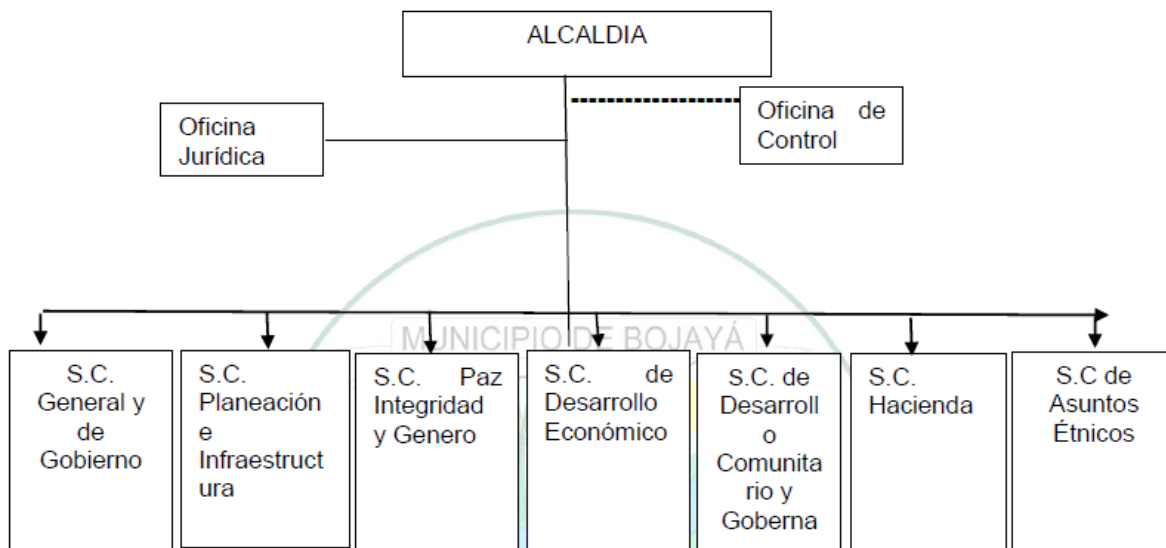 ALCALDIA
Oficina
Jurídica
Oficina de
Control
MUNICIPIO DE BOJAYÁ
S.C.
General y
de
Gobierno
S.C.
Planeación
e
Infraestruct
ura
S.C. Paz
Integridad
y Genero
S.C. de
Desarrollo
Económico
S.C. de
Desarroll
o
Comunita
rio y
Goberna
S.C.
Hacienda
S.C de
Asuntos
Étnicos